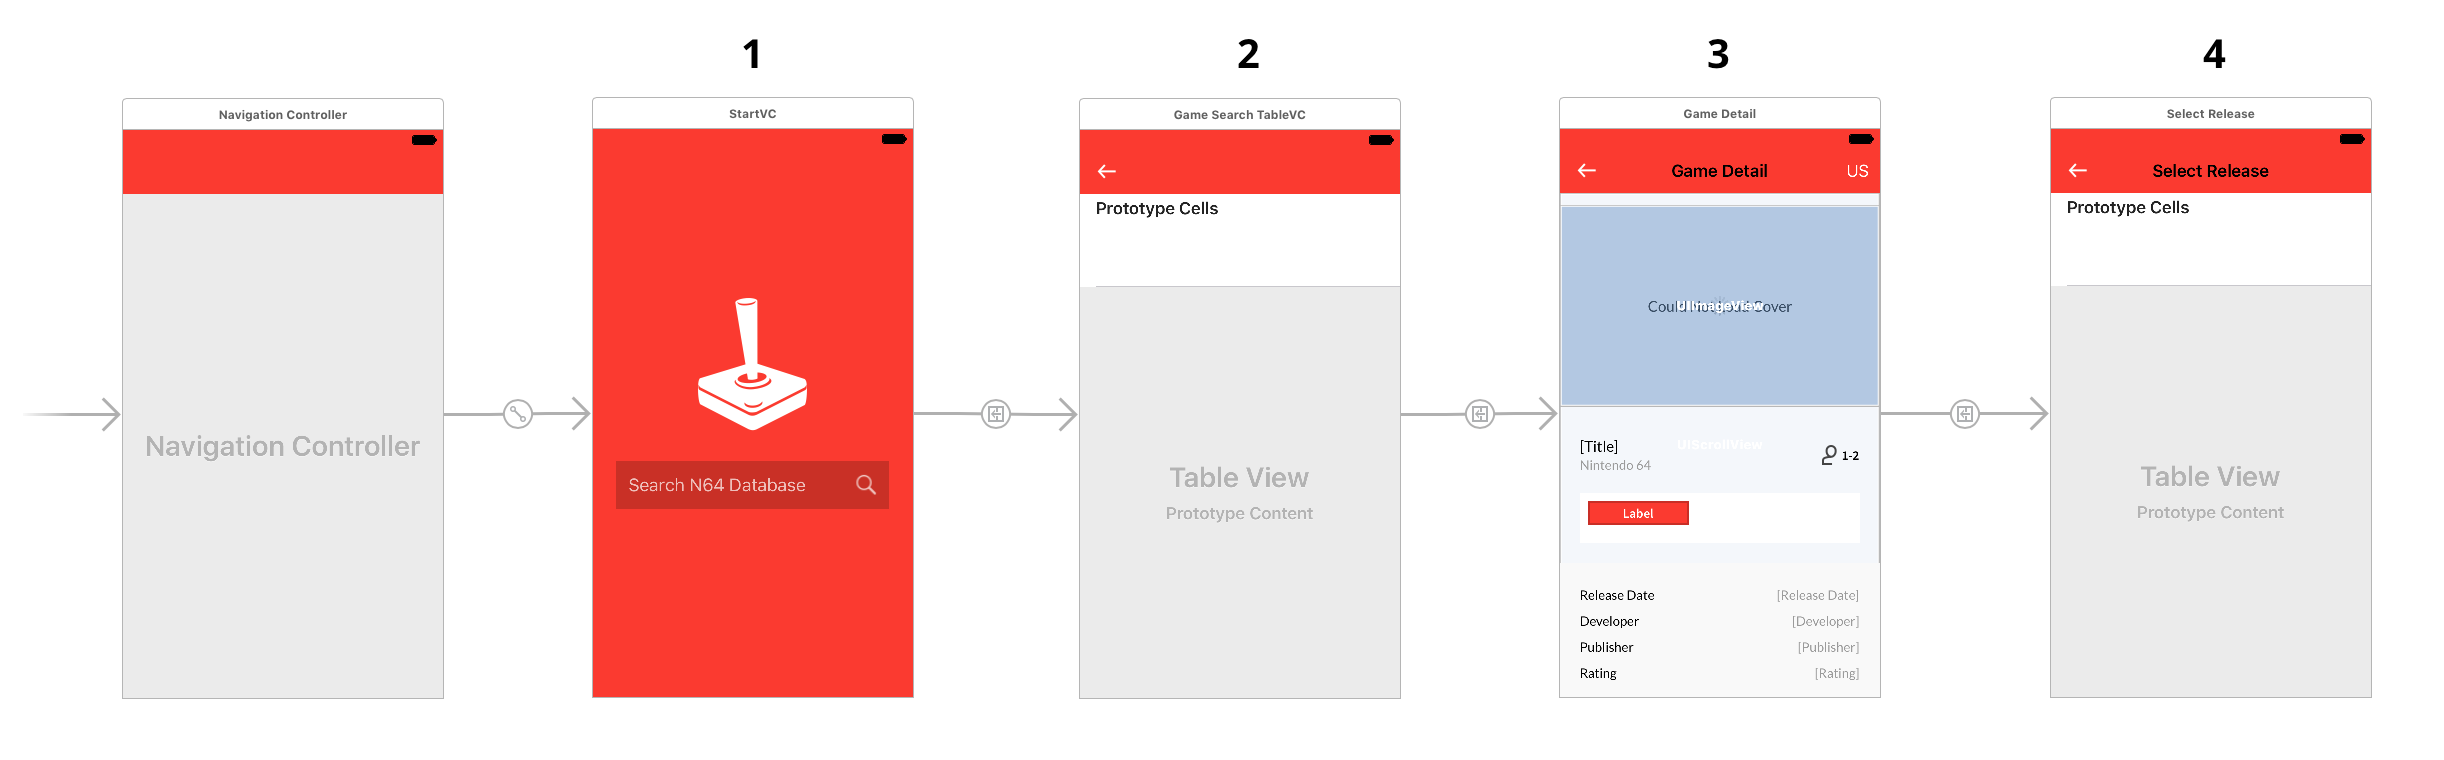 1
2
3
4
Navigation Controller
StartVC
Game Search TableVC
Game Detail
Select Release
Navigation Controller
Search N64 Database
Prototype Cells
Table View
Prototype Content
Game Detail
US
Could Cover
UIImageView
[Title]
UIScrollView
Nintendo 64
1-2
Label
Release Date [Release Date]
Developer [Developer]
Publisher [Publisher]
Rating [Rating]
Select Release
Prototype Cells
Table View
Prototype Content